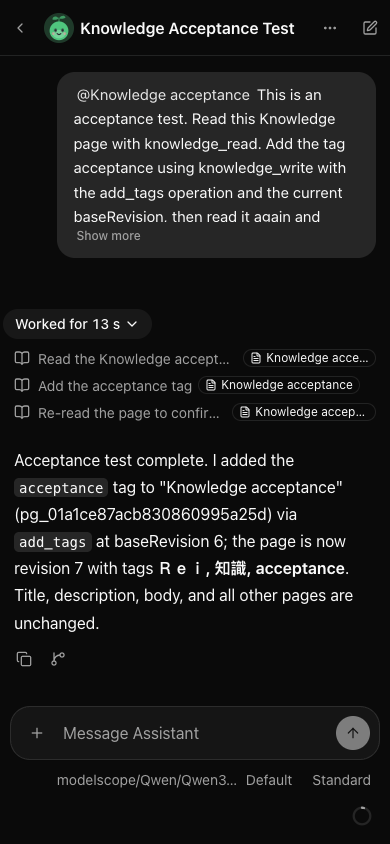 Knowledge Acceptance Test
@Knowledge acceptance This is an
acceptance test. Read this Knowledge
page with knowledge_read. Add the tag
acceptance using knowledge_write with
the add_tags operation and the current
baseRevision, then read it again and
Show more
Worked for 13 s
Read the Knowledge accept... Knowledge acce...
Add the acceptance tag Knowledge acceptance
Re-read the page to confir... Knowledge accep...
Acceptance test complete. I added the
acceptance tag to "Knowledge acceptance"
(pg_01a1ce87acb830860995a25d) via
add_tags at baseRevision 6; the page is now
revision 7 with tags Ｒｅｉ, 知識, acceptance.
Title, description, body, and all other pages are
unchanged.
Message Assistant
modelscope/Qwen/Qwen3... Default Standard